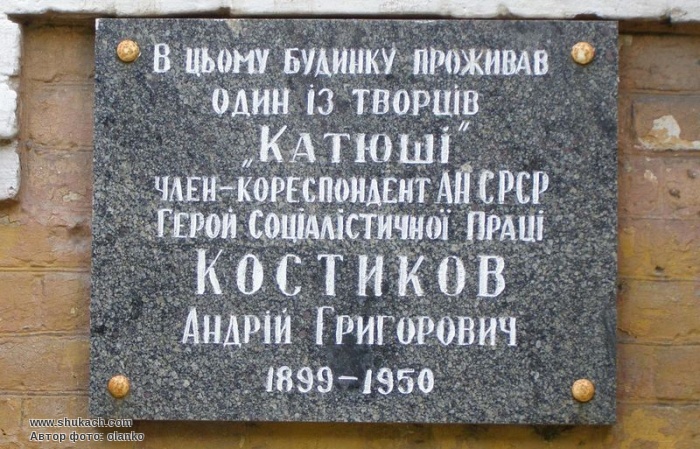 В цьому будинку проживав
один із творців
„Катюші"
член-кореспондент АН СРСР
Герой Соціалістичної Праці
Костиков
Андрій Григорович
1899-1950
www.shukach.com
Автор фото: olanko